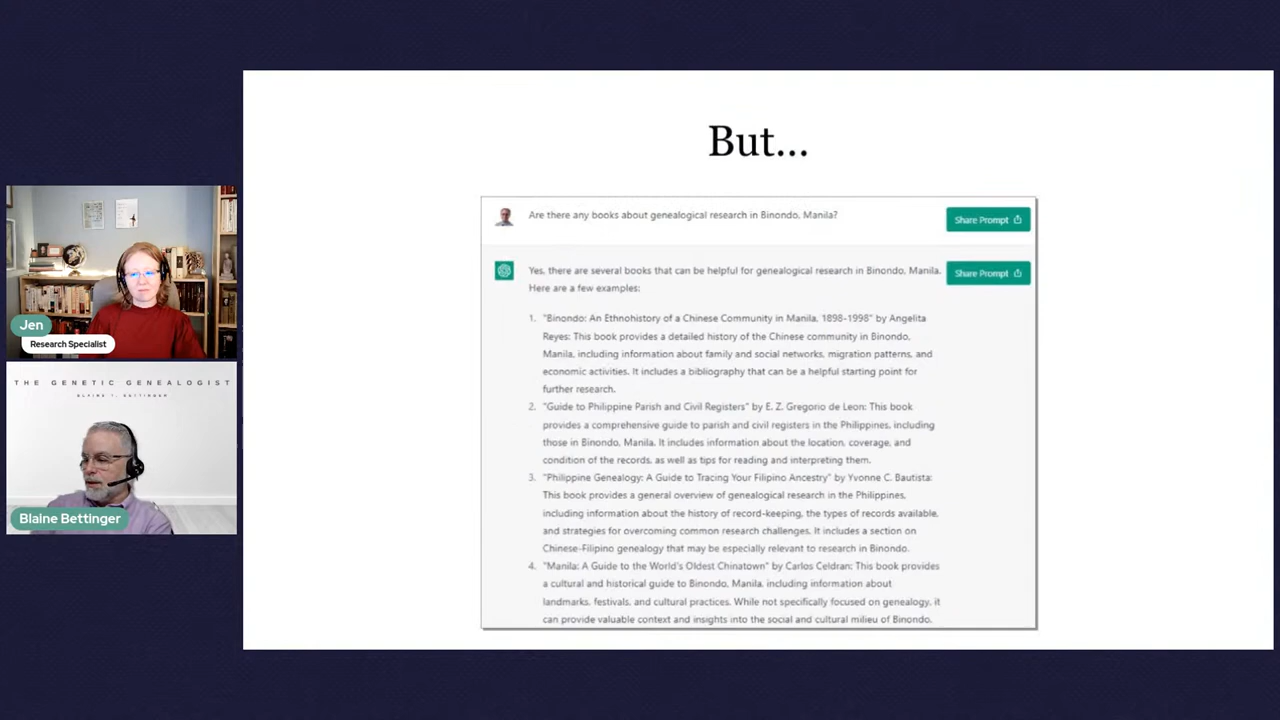 But...
Are there any books about genealogical research in Binondo, Manila?
Share Prompt
Yes, there are several books that can be helpful for genealogical research in Binondo, Manila.
Share Prompt
Here are a few examples:
1. "Binondo: An Ethnohistory of a Chinese Community in Manila, 1898-1998" by Angelita
Reyes: This book provides a detailed history of the Chinese community in Binondo,
Manila, including information about family and social networks, migration patterns, and
economic activities. It includes a bibliography that can be a helpful starting point for
further research.
2. "Guide to Philippine Parish and Civil Registers" by E. Z. Gregorio de Leon: This book
provides a comprehensive guide to parish and civil registers in the Philippines, including
those in Binondo, Manila. It includes information about the location, coverage, and
condition of the records, as well as tips for reading and interpreting them.
3. "Philippine Genealogy: A Guide to Tracing Your Filipino Ancestry" by Yvonne C. Bautista:
This book provides a general overview of genealogical research in the Philippines,
including information about the history of record-keeping, the types of records available,
and strategies for overcoming common research challenges. It includes a section on
Chinese-Filipino genealogy that may be especially relevant to research in Binondo.
4. "Manila: A Guide to the World's Oldest Chinatown" by Carlos Celdran: This book provides
a cultural and historical guide to Binondo, Manila, including information about
landmarks, festivals, and cultural practices. While not specifically focused on genealogy, it
can provide valuable context and insights into the social and cultural milieu of Binondo.
Jen
Research Specialist
THE GENETIC GENEALOGIST
BLAINE T. BETTINGER
Blaine Bettinger